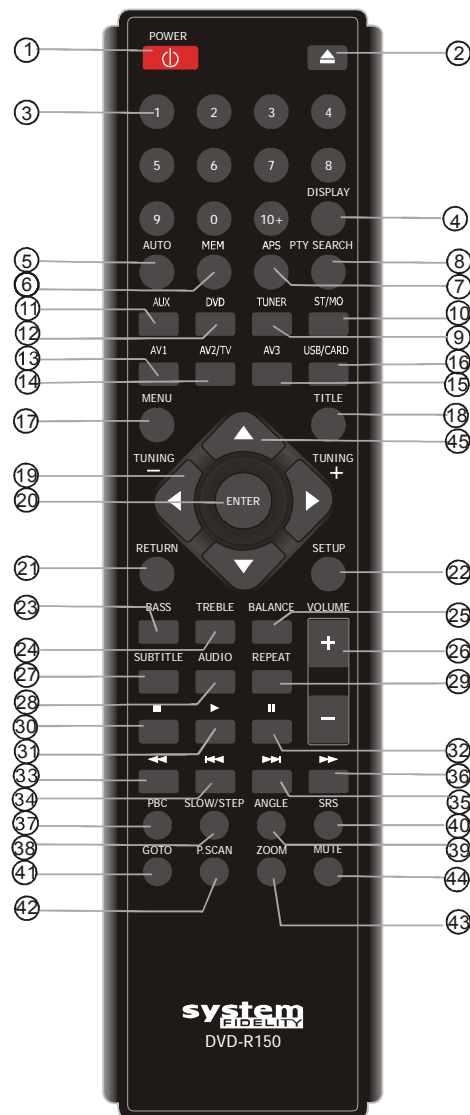 POWER
1
2
3
1 2 3 4
5 6 7 8
DISPLAY
4
9 0 10+
AUTO MEM APS PTY SEARCH
5
8
6
7
AUX DVD TUNER ST/MO
11
10
12
9
AV1 AV2/TV AV3 USB/CARD
13
16
14
15
MENU TITLE
17
18
45
TUNING TUNING
− +
19
20
ENTER
RETURN SETUP
21
22
BASS TREBLE BALANCE VOLUME
23
25
24
+
26
SUBTITLE AUDIO REPEAT
27
28
29
−
30
31
32
33
36
34
35
PBC SLOW/STEP ANGLE SRS
37
40
38
39
GOTO P.SCAN ZOOM MUTE
41
44
42
43
system
FIDELITY
DVD-R150